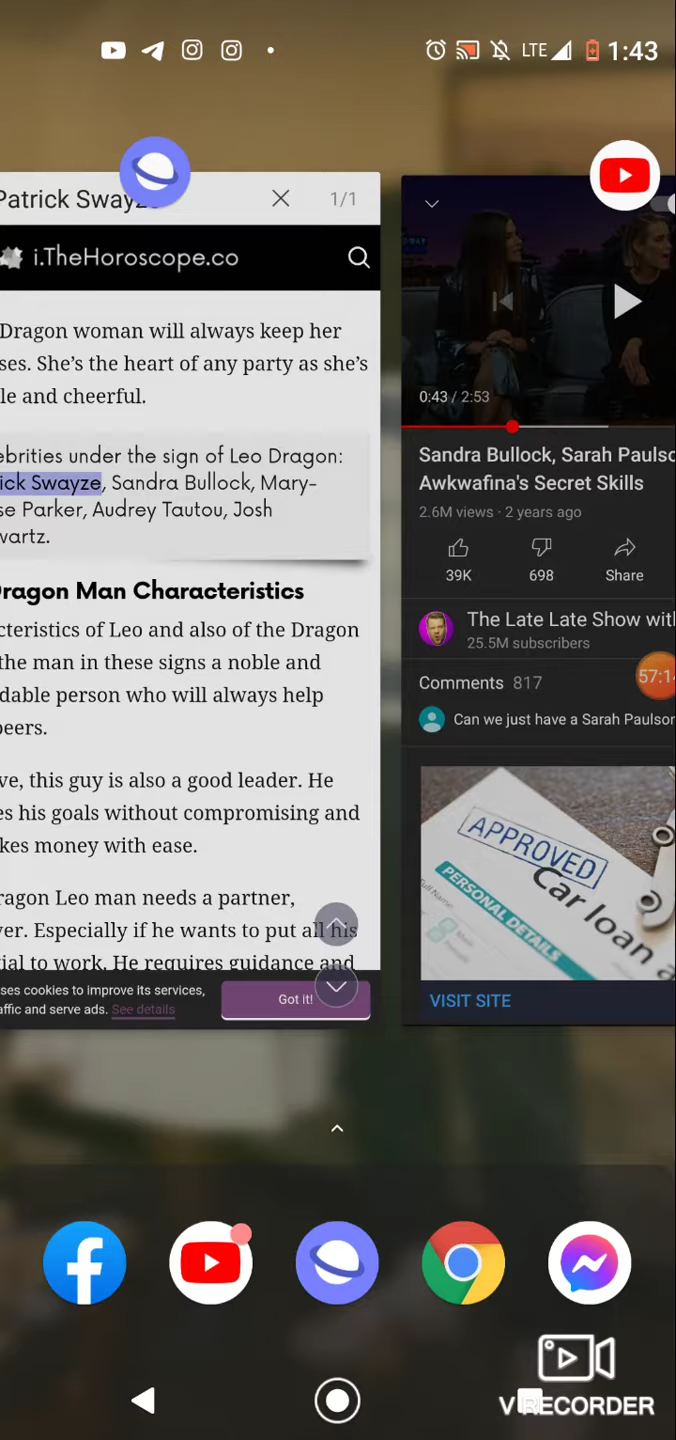 LTE 1:43
Patrick Swayz 1/1
i.TheHoroscope.co
Dragon woman will always keep her
ses. She's the heart of any party as she's
le and cheerful.
ebrities under the sign of Leo Dragon:
ick Swayze, Sandra Bullock, Mary-
se Parker, Audrey Tautou, Josh
wartz.
Dragon Man Characteristics
cteristics of Leo and also of the Dragon
the man in these signs a noble and
dable person who will always help
peers.
ve, this guy is also a good leader. He
es his goals without compromising and
kes money with ease.
ragon Leo man needs a partner,
ver. Especially if he wants to put all his
tial to work. He requires guidance and
ses cookies to improve its services,
affic and serve ads. See details
Got it!
0:43 / 2:53
Sandra Bullock, Sarah Paulso
Awkwafina's Secret Skills
2.6M views · 2 years ago
39K 698 Share
The Late Late Show wit
25.5M subscribers
57:1
Comments 817
Can we just have a Sarah Paulson
APPROVED
PERSONAL DETAILS
Full Name:
Car loan a
VISIT SITE
V RECORDER